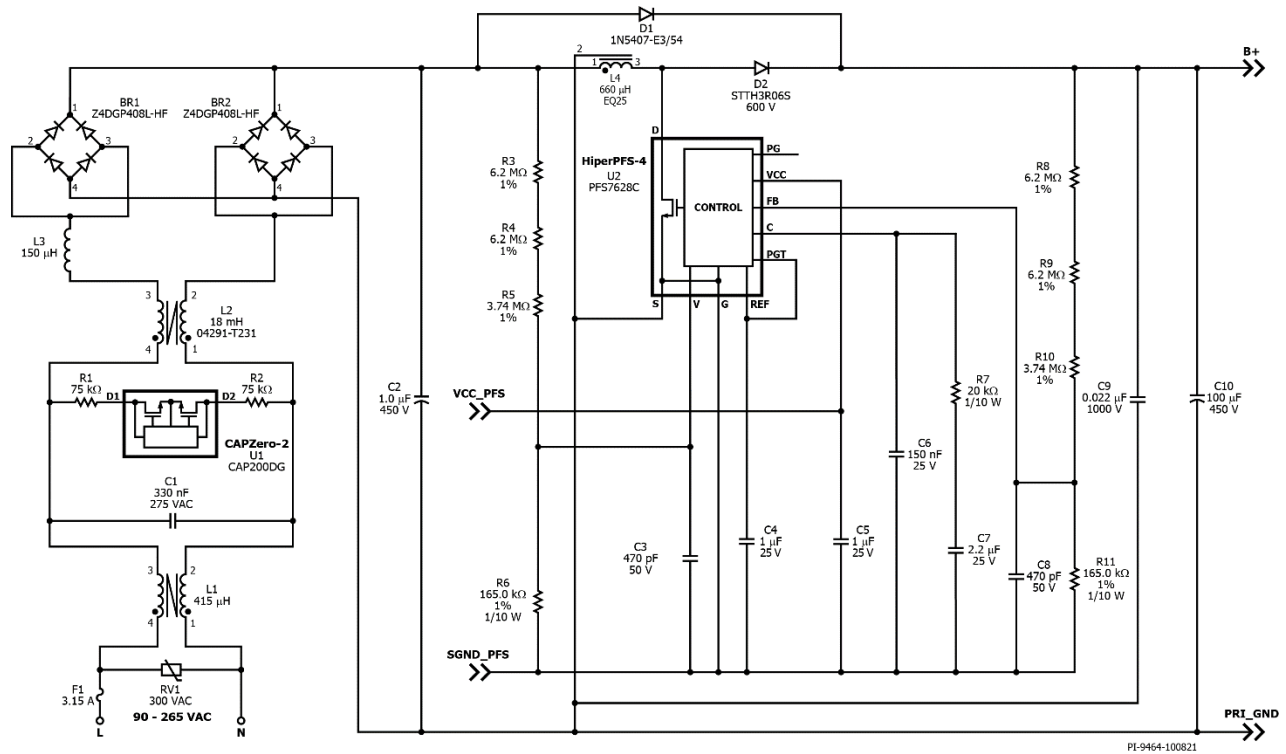 D1
1N5407-E3/54
2
1
3
L4
660 µH
EQ25
D2
STTH3R06S
600 V
B+
BR1
Z4DGP408L-HF
1
2
3
4
BR2
Z4DGP408L-HF
1
2
3
4
L3
150 µH
3
2
L2
18 mH
04291-T231
4
1
R1
75 kΩ
D1
D2
R2
75 kΩ
CAPZero-2
U1
CAP200DG
C1
330 nF
275 VAC
3
2
L1
415 µH
4
1
F1
3.15 A
RV1
300 VAC
90 - 265 VAC
L
N
C2
1.0 µF
450 V
R3
6.2 MΩ
1%
R4
6.2 MΩ
1%
R5
3.74 MΩ
1%
D
HiperPFS-4
U2
PFS7628C
CONTROL
PG
VCC
FB
C
PGT
S
V
G
REF
VCC_PFS
R6
165.0 kΩ
1%
1/10 W
C3
470 pF
50 V
C4
1 µF
25 V
C5
1 µF
25 V
C6
150 nF
25 V
R7
20 kΩ
1/10 W
C7
2.2 µF
25 V
C8
470 pF
50 V
R8
6.2 MΩ
1%
R9
6.2 MΩ
1%
R10
3.74 MΩ
1%
R11
165.0 kΩ
1%
1/10 W
C9
0.022 µF
1000 V
C10
100 µF
450 V
SGND_PFS
PRI_GND
PI-9464-100821